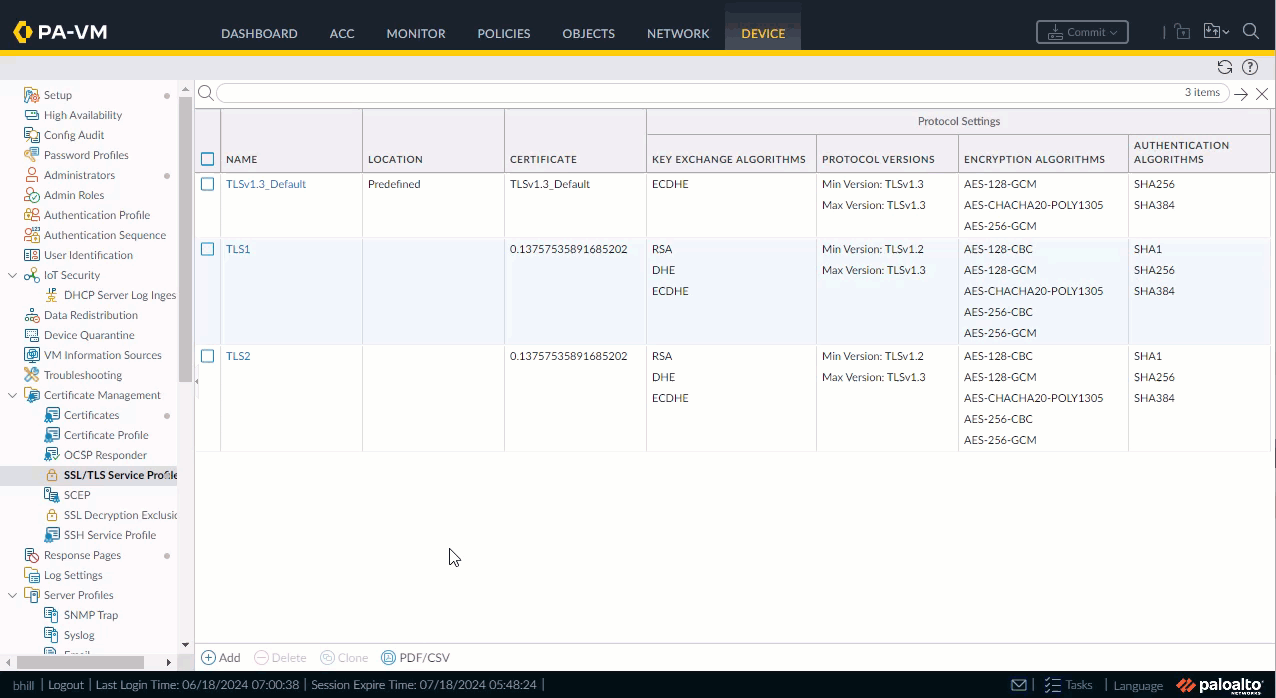 PA-VM
DASHBOARD
ACC
MONITOR
POLICIES
OBJECTS
NETWORK
DEVICE
Commit
Setup
High Availability
Config Audit
Password Profiles
Administrators
Admin Roles
Authentication Profile
Authentication Sequence
User Identification
IoT Security
DHCP Server Log Inges
Data Redistribution
Device Quarantine
VM Information Sources
Troubleshooting
Certificate Management
Certificates
Certificate Profile
OCSP Responder
SSL/TLS Service Profile
SCEP
SSL Decryption Exclusio
SSH Service Profile
Response Pages
Log Settings
Server Profiles
SNMP Trap
Syslog
3 items
Protocol Settings
NAME
LOCATION
CERTIFICATE
KEY EXCHANGE ALGORITHMS
PROTOCOL VERSIONS
ENCRYPTION ALGORITHMS
AUTHENTICATION
ALGORITHMS
TLSv1.3_Default
Predefined
TLSv1.3_Default
ECDHE
Min Version: TLSv1.3
Max Version: TLSv1.3
AES-128-GCM
AES-CHACHA20-POLY1305
AES-256-GCM
SHA256
SHA384
TLS1
0.13757535891685202
RSA
DHE
ECDHE
Min Version: TLSv1.2
Max Version: TLSv1.3
AES-128-CBC
AES-128-GCM
AES-CHACHA20-POLY1305
AES-256-CBC
AES-256-GCM
SHA1
SHA256
SHA384
TLS2
0.13757535891685202
RSA
DHE
ECDHE
Min Version: TLSv1.2
Max Version: TLSv1.3
AES-128-CBC
AES-128-GCM
AES-CHACHA20-POLY1305
AES-256-CBC
AES-256-GCM
SHA1
SHA256
SHA384
Add
Delete
Clone
PDF/CSV
bhill | Logout | Last Login Time: 06/18/2024 07:00:38 | Session Expire Time: 07/18/2024 05:48:24 |
Tasks | Language
paloalto
NETWORKS